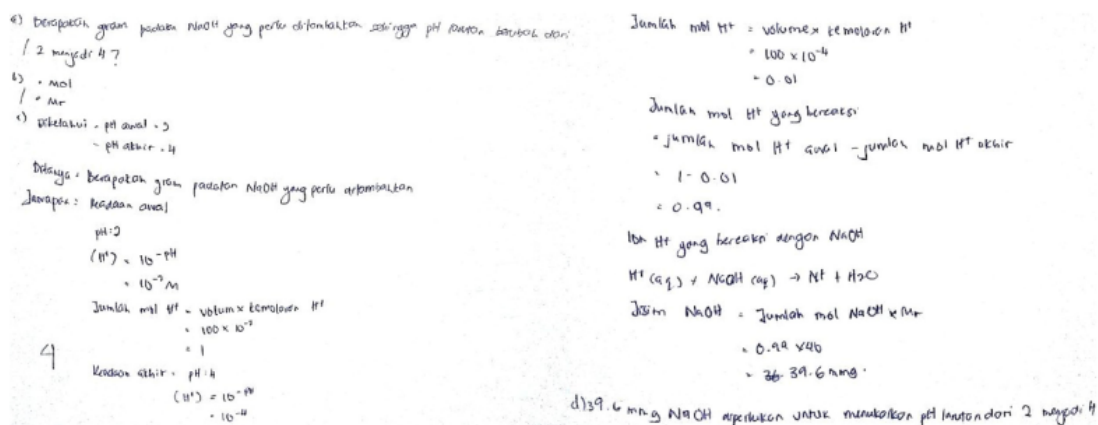 a) Berapakah gram padatan NaOH yang perlu ditambahkan sehingga pH larutan berubah dari
2 menjadi 4 ?
b) • Mol
• Mr
c) Diketahui - pH awal = 2
- pH akhir = 4
Ditanya = Berapakah gram padatan NaOH yang perlu ditambahkan
Jawapan : Keadaan awal
pH = 2
(H⁺) = 10⁻ᵖᴴ
= 10⁻² M
Jumlah mol H⁺ = volum x kemolaran H⁺
= 100 x 10⁻²
= 1
4
Keadaan akhir - pH = 4
(H⁺) = 10⁻ᵖᴴ
= 10⁻⁴
Jumlah mol H⁺ = volume x kemolaran H⁺
= 100 x 10⁻⁴
= 0.01
Jumlah mol H⁺ yang bereaksi
= jumlah mol H⁺ awal - jumlah mol H⁺ akhir
= 1 - 0.01
= 0.99.
Ion H⁺ yang bereaksi dengan NaOH
H⁺ (aq) + NaOH (aq) → Na⁺ + H2O
Jisim NaOH = Jumlah mol NaOH x Mr
= 0.99 x 40
= 39.6 mmg.
d) 39.6 mmg NaOH diperlukan untuk menukarkan pH larutan dari 2 menjadi 4